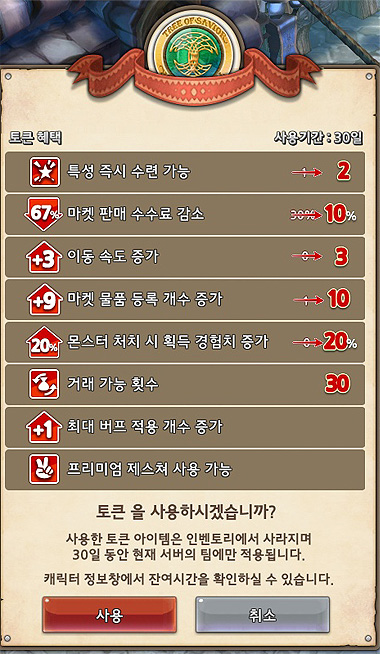 TREE OF SAVIOR
토큰 혜택 사용기간 : 30일
특성 즉시 수련 가능 1 → 2
67% 마켓 판매 수수료 감소 30% → 10%
+3 이동 속도 증가 0 → 3
+9 마켓 물품 등록 개수 증가 1 → 10
20% 몬스터 처치 시 획득 경험치 증가 0 → 20%
거래 가능 횟수 30
+1 최대 버프 적용 개수 증가
프리미엄 제스쳐 사용 가능
토큰 을 사용하시겠습니까?
사용한 토큰 아이템은 인벤토리에서 사라지며
30일 동안 현재 서버의 팀에만 적용됩니다.
캐릭터 정보창에서 잔여시간을 확인하실 수 있습니다.
사용 취소